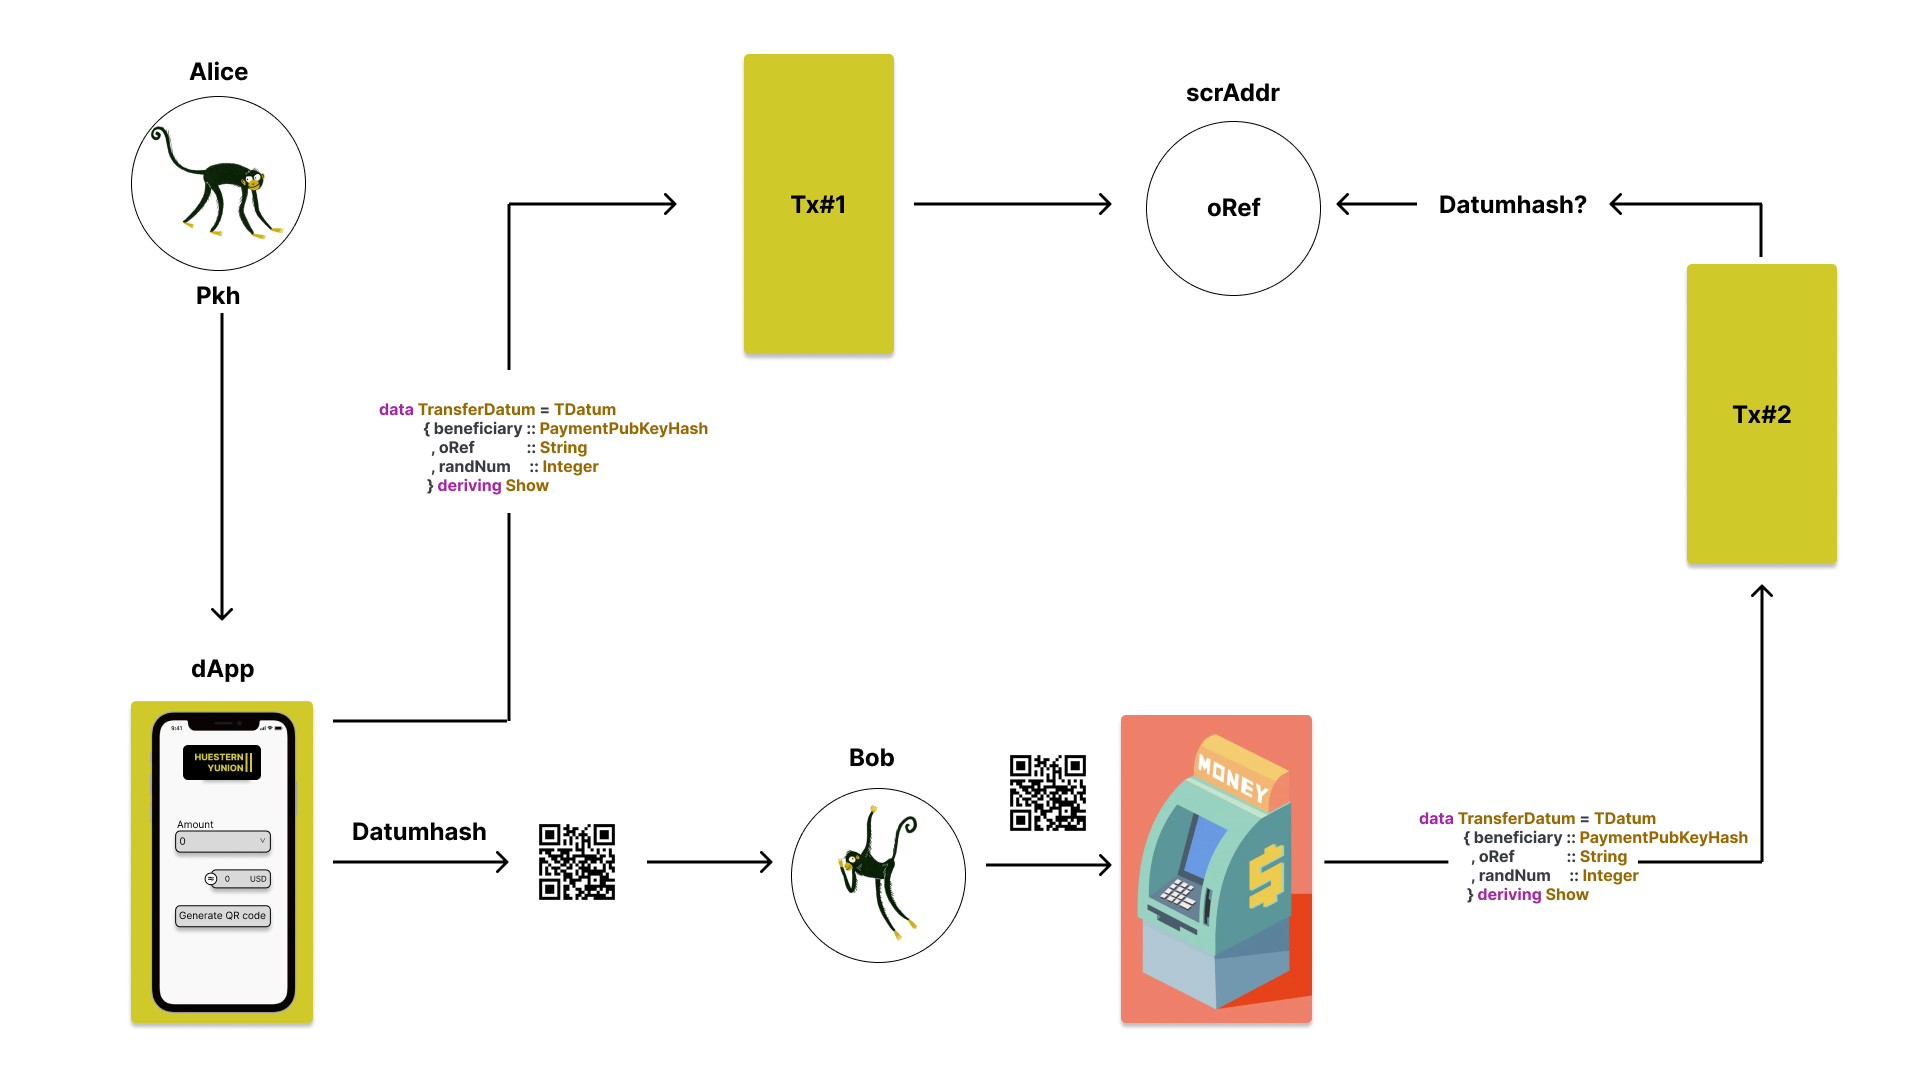 Alice
Pkh
dApp
9:41
HUESTERN
YUNION
Amount
0
≈ 0 USD
Generate QR code
data TransferDatum = TDatum
{ beneficiary :: PaymentPubKeyHash
, oRef :: String
, randNum :: Integer
} deriving Show
Tx#1
scrAddr
oRef
Datumhash?
Tx#2
Datumhash
Bob
MONEY
$
data TransferDatum = TDatum
{ beneficiary :: PaymentPubKeyHash
, oRef :: String
, randNum :: Integer
} deriving Show